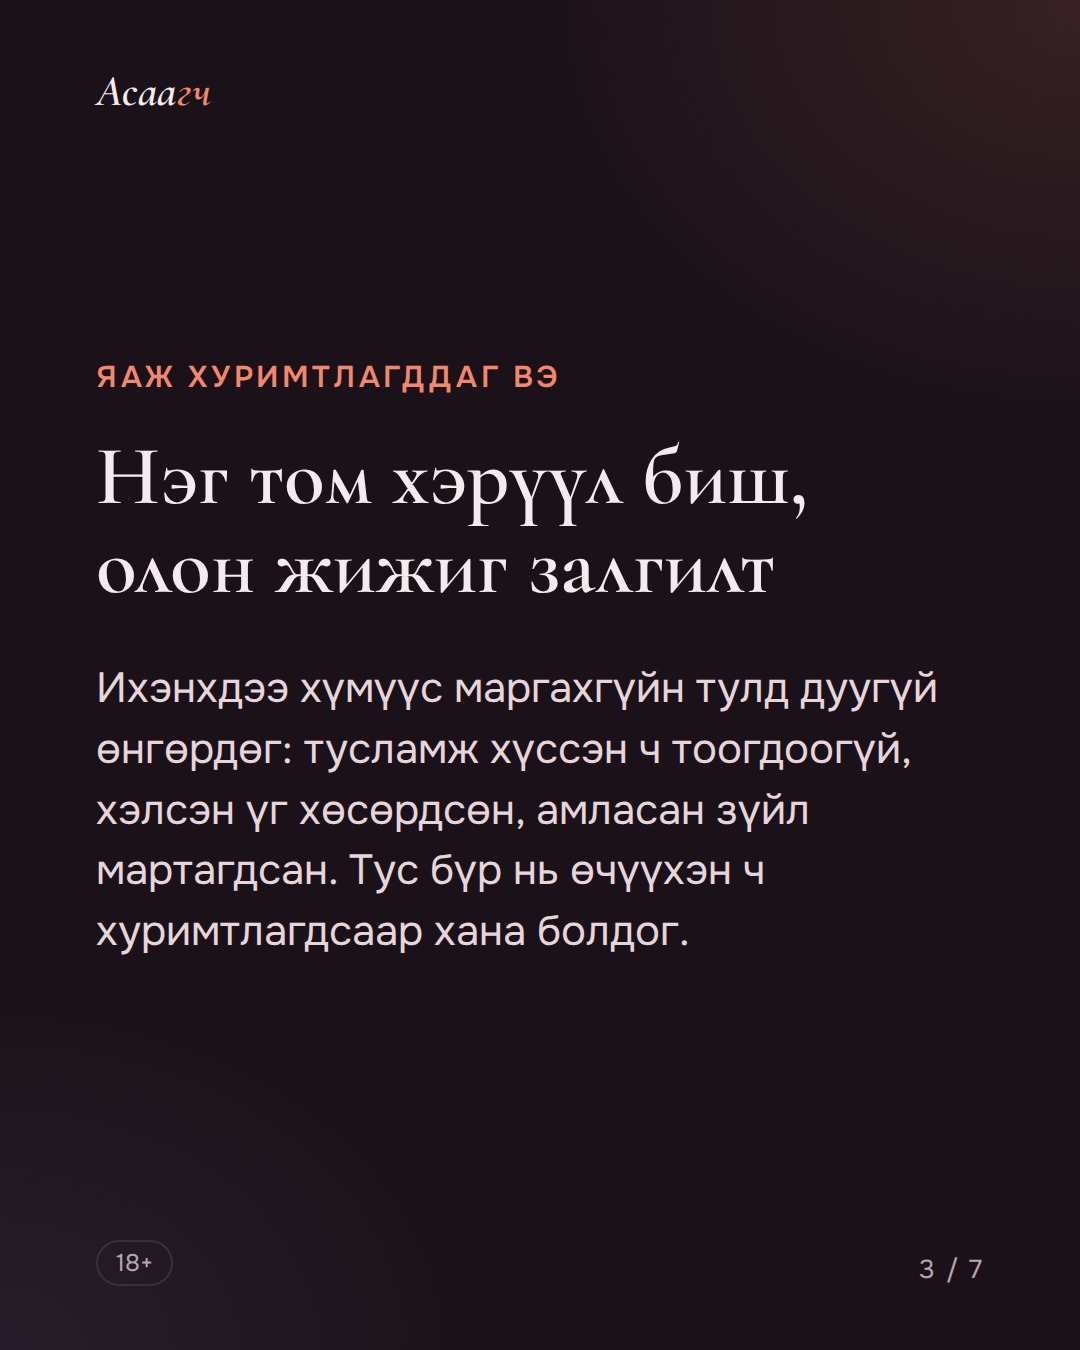 Асаагч
ЯАЖ ХУРИМТЛАГДДАГ ВЭ
Нэг том хэрүүл биш,
олон жижиг залгилт
Ихэнхдээ хүмүүс маргахгүйн тулд дуугүй
өнгөрдөг: тусламж хүссэн ч тоогдоогүй,
хэлсэн үг хөсөрдсөн, амласан зүйл
мартагдсан. Тус бүр нь өчүүхэн ч
хуримтлагдсаар хана болдог.
18+
3 / 7